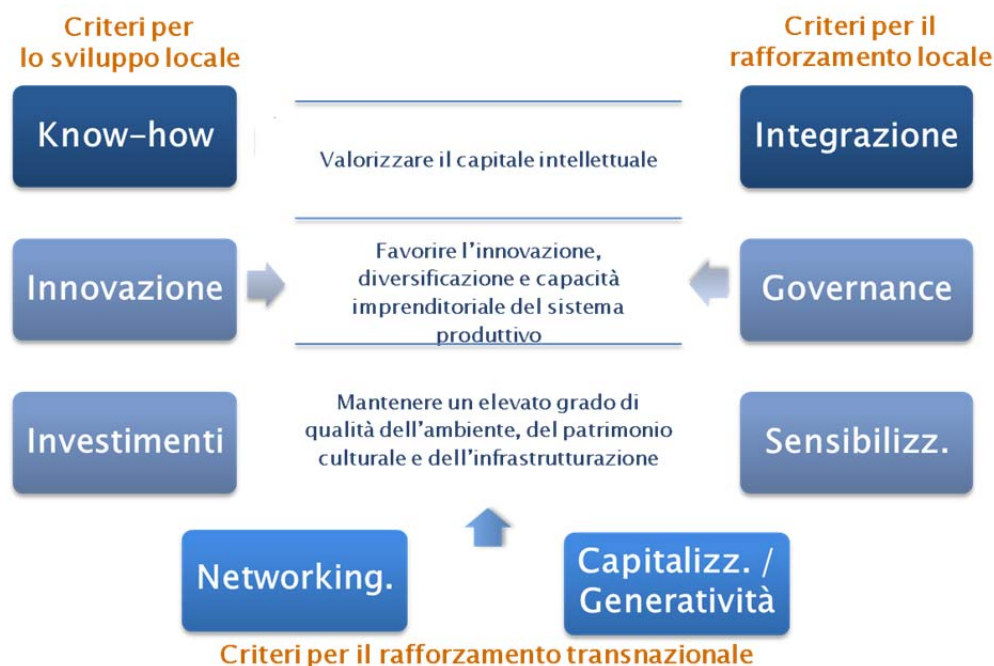 Criteri per
lo sviluppo locale
Criteri per il
rafforzamento locale
Know-how
Valorizzare il capitale intellettuale
Integrazione
Innovazione
Favorire l'innovazione,
diversificazione e capacità
imprenditoriale del sistema
produttivo
Governance
Investimenti
Mantenere un elevato grado di
qualità dell'ambiente, del patrimonio
culturale e dell'infrastrutturazione
Sensibilizz.
Networking.
Capitalizz. /
Generatività
Criteri per il rafforzamento transnazionale